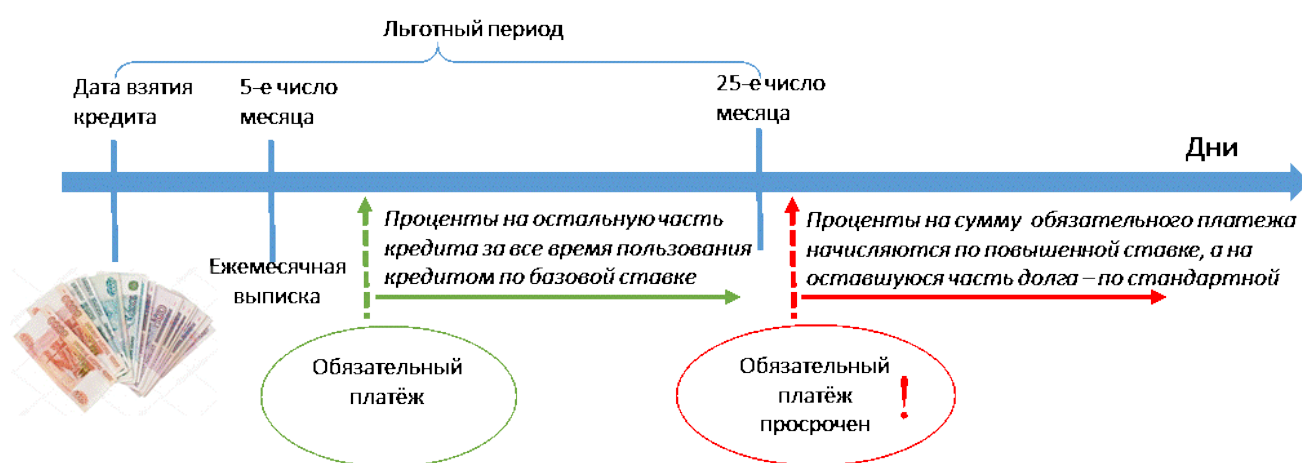 Льготный период
Дата взятия
кредита
5-е число
месяца
25-е число
месяца
Дни
Ежемесячная
выписка
Проценты на остальную часть
кредита за все время пользования
кредитом по базовой ставке
Проценты на сумму обязательного платежа
начисляются по повышенной ставке, а на
оставшуюся часть долга – по стандартной
Обязательный
платёж
Обязательный
платёж
просрочен
!